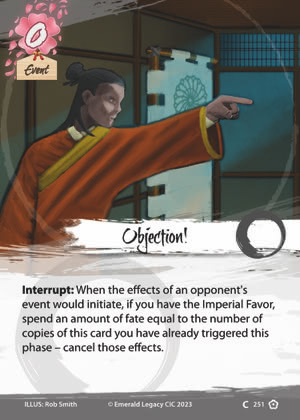 0
Event
Objection!
Interrupt: When the effects of an opponent's
event would initiate, if you have the Imperial Favor,
spend an amount of fate equal to the number of
copies of this card you have already triggered this
phase – cancel those effects.
ILLUS: Rob Smith © Emerald Legacy CIC 2023 C 251